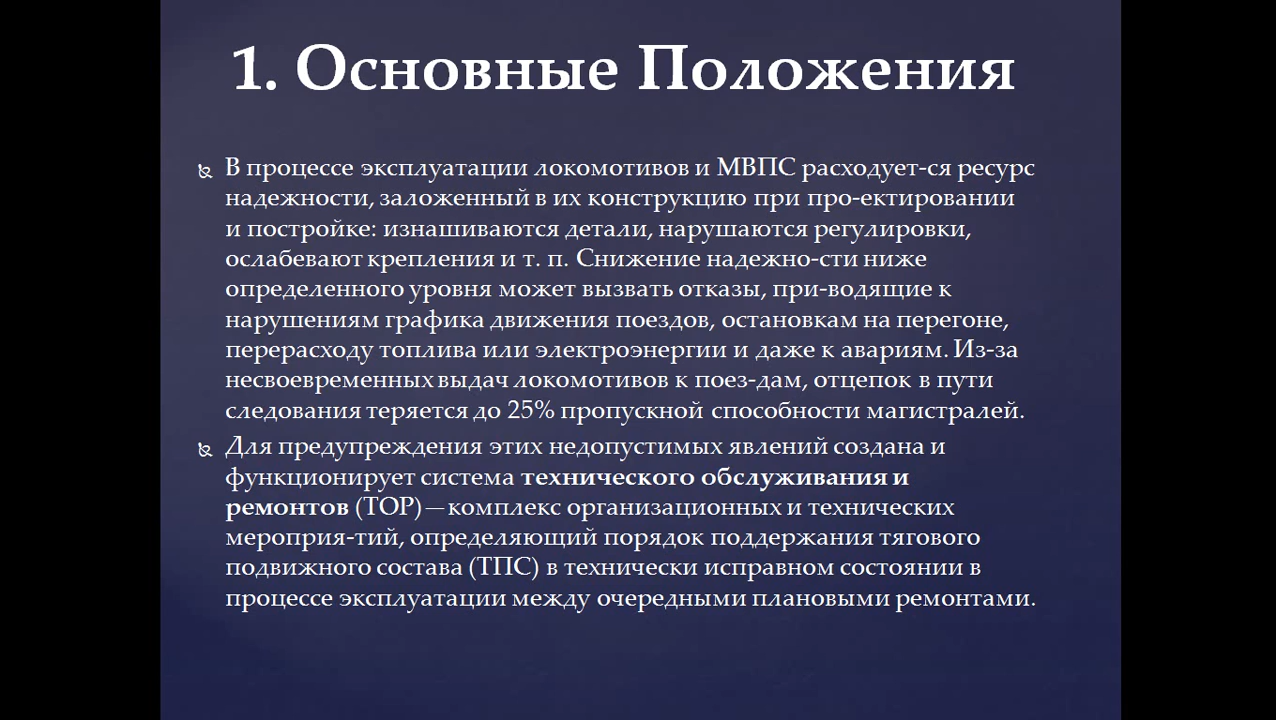 1. Основные Положения
В процессе эксплуатации локомотивов и МВПС расходует-ся ресурс
надежности, заложенный в их конструкцию при про-ектировании
и постройке: изнашиваются детали, нарушаются регулировки,
ослабевают крепления и т. п. Снижение надежно-сти ниже
определенного уровня может вызвать отказы, при-водящие к
нарушениям графика движения поездов, остановкам на перегоне,
перерасходу топлива или электроэнергии и даже к авариям. Из-за
несвоевременных выдач локомотивов к поез-дам, отцепок в пути
следования теряется до 25% пропускной способности магистралей.
Для предупреждения этих недопустимых явлений создана и
функционирует система технического обслуживания и
ремонтов (ТОР)—комплекс организационных и технических
мероприя-тий, определяющий порядок поддержания тягового
подвижного состава (ТПС) в технически исправном состоянии в
процессе эксплуатации между очередными плановыми ремонтами.